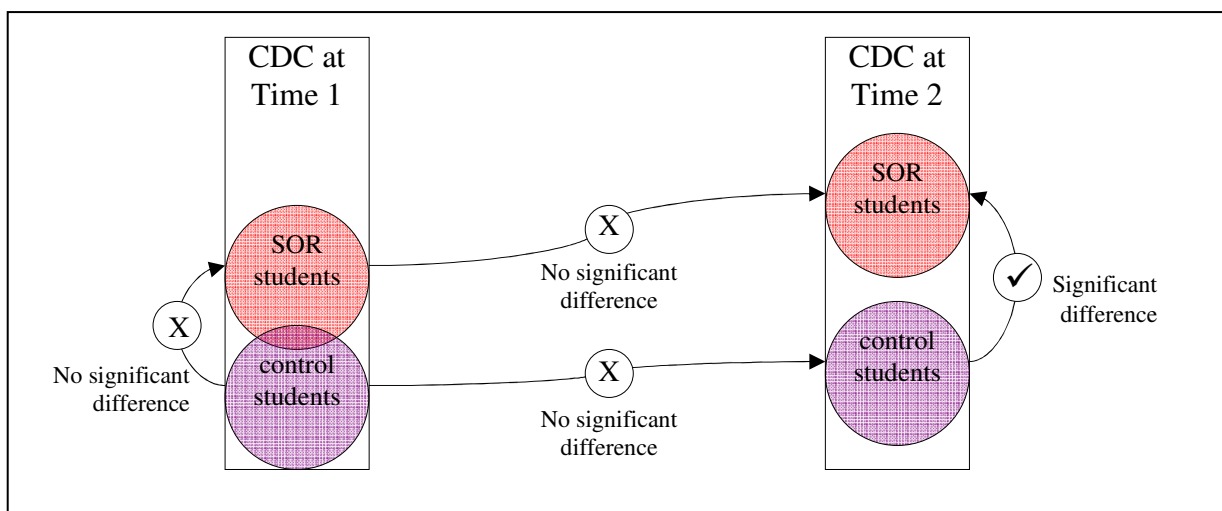 CDC at
Time 1
CDC at
Time 2
SOR
students
SOR
students
X
No significant
difference
✓
Significant
difference
X
No significant
difference
control
students
X
No significant
difference
control
students